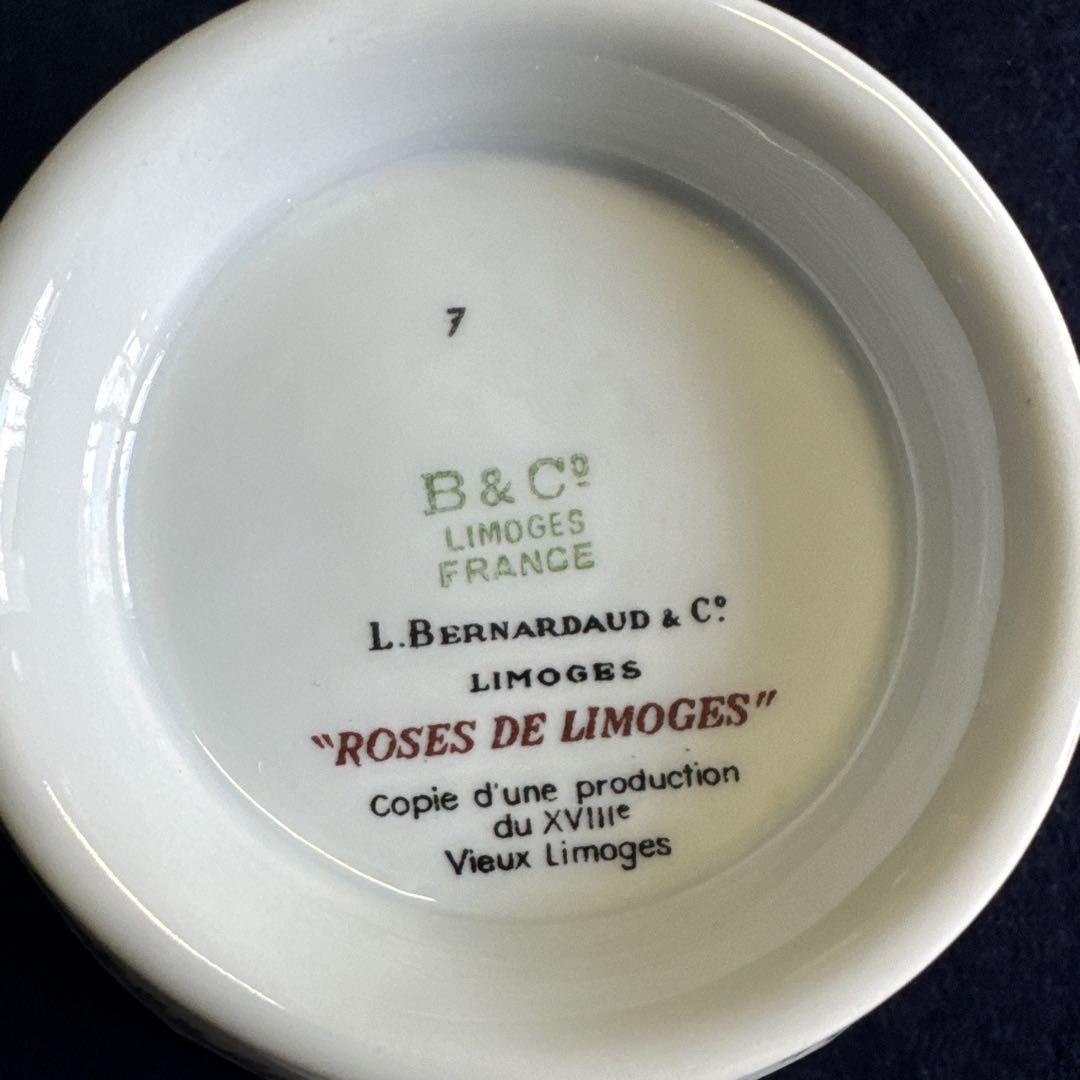 7
B & Cº
LIMOGES
FRANCE
L. BERNARDAUD & Cº
LIMOGES
"ROSES DE LIMOGES"
Copie d'une production
du XVIIIe
Vieux Limoges